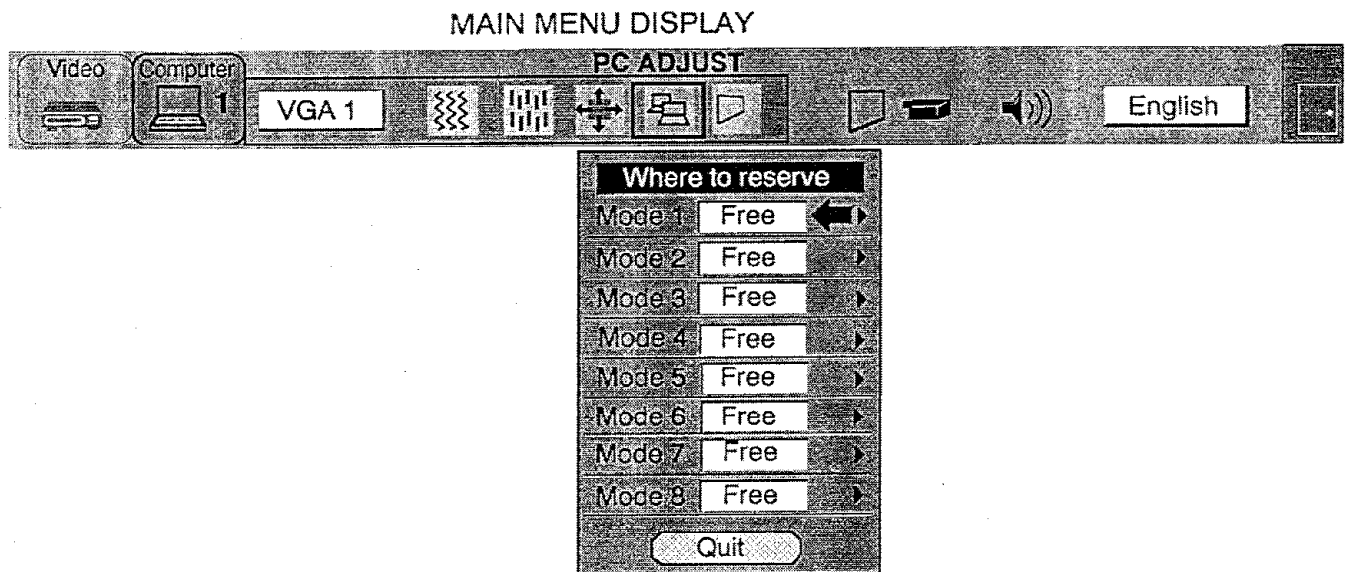 MAIN MENU DISPLAY
PC ADJUST
Video
Computer
1
VGA 1
English
Where to reserve
Mode 1 Free
Mode 2 Free
Mode 3 Free
Mode 4 Free
Mode 5 Free
Mode 6 Free
Mode 7 Free
Mode 8 Free
Quit